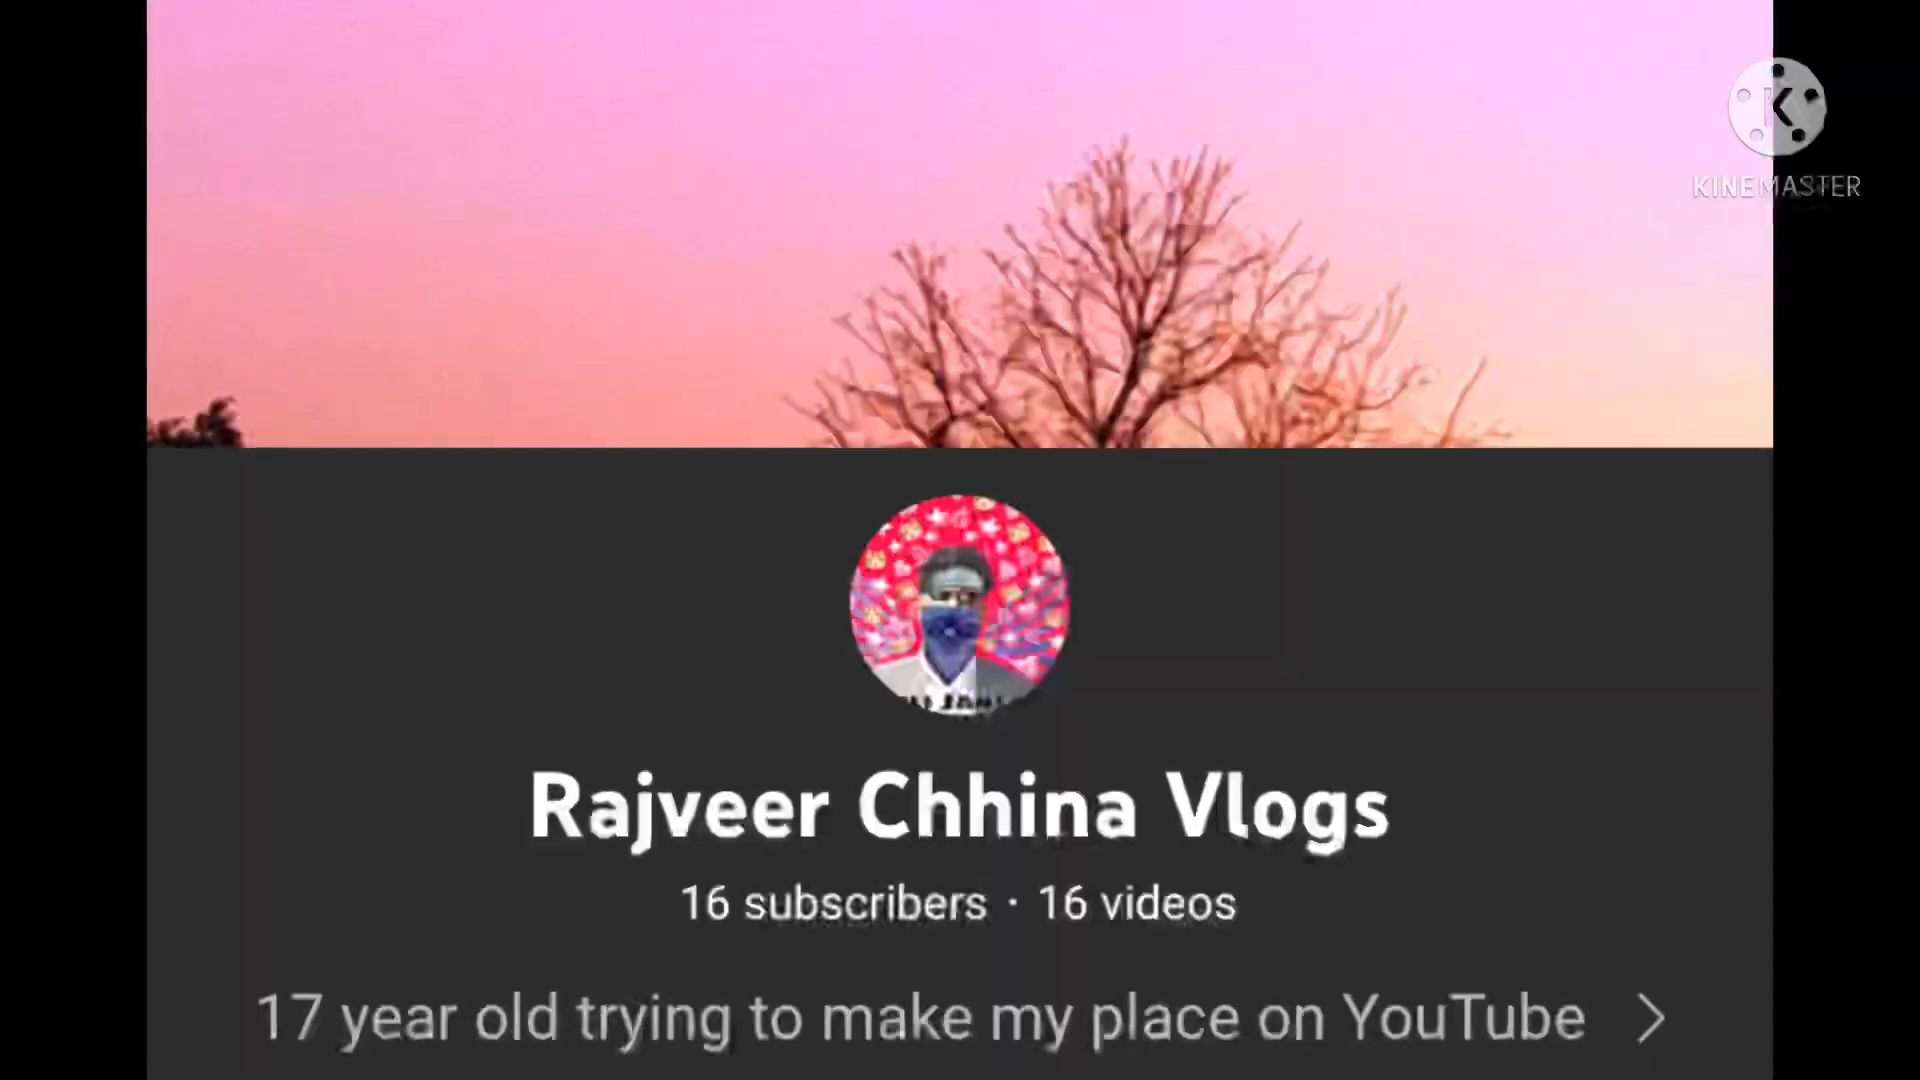 KINEMASTER
Rajveer Chhina Vlogs
16 subscribers · 16 videos
17 year old trying to make my place on YouTube